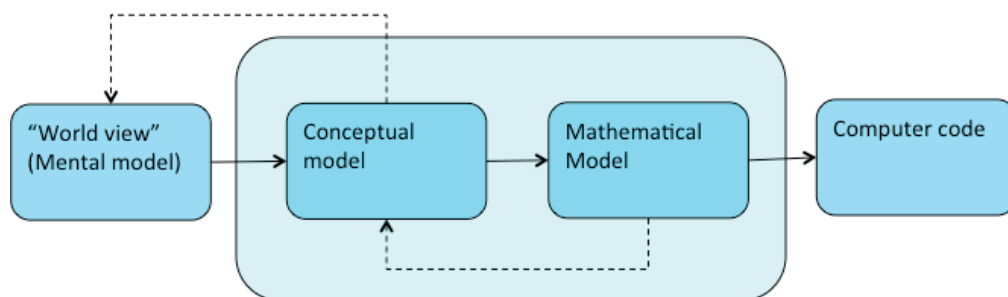 “World view”
(Mental model)
Conceptual
model
Mathematical
Model
Computer code